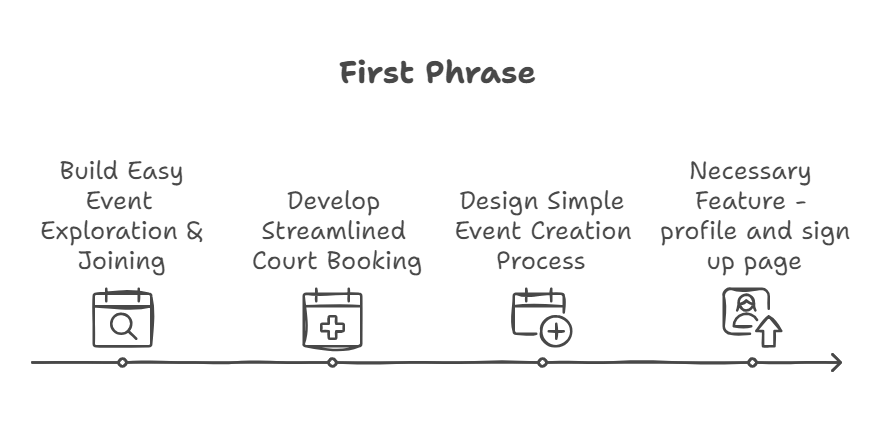 First Phrase
Build Easy
Event
Exploration &
Joining
Develop
Streamlined
Court Booking
Design Simple
Event Creation
Process
Necessary
Feature -
profile and sign
up page